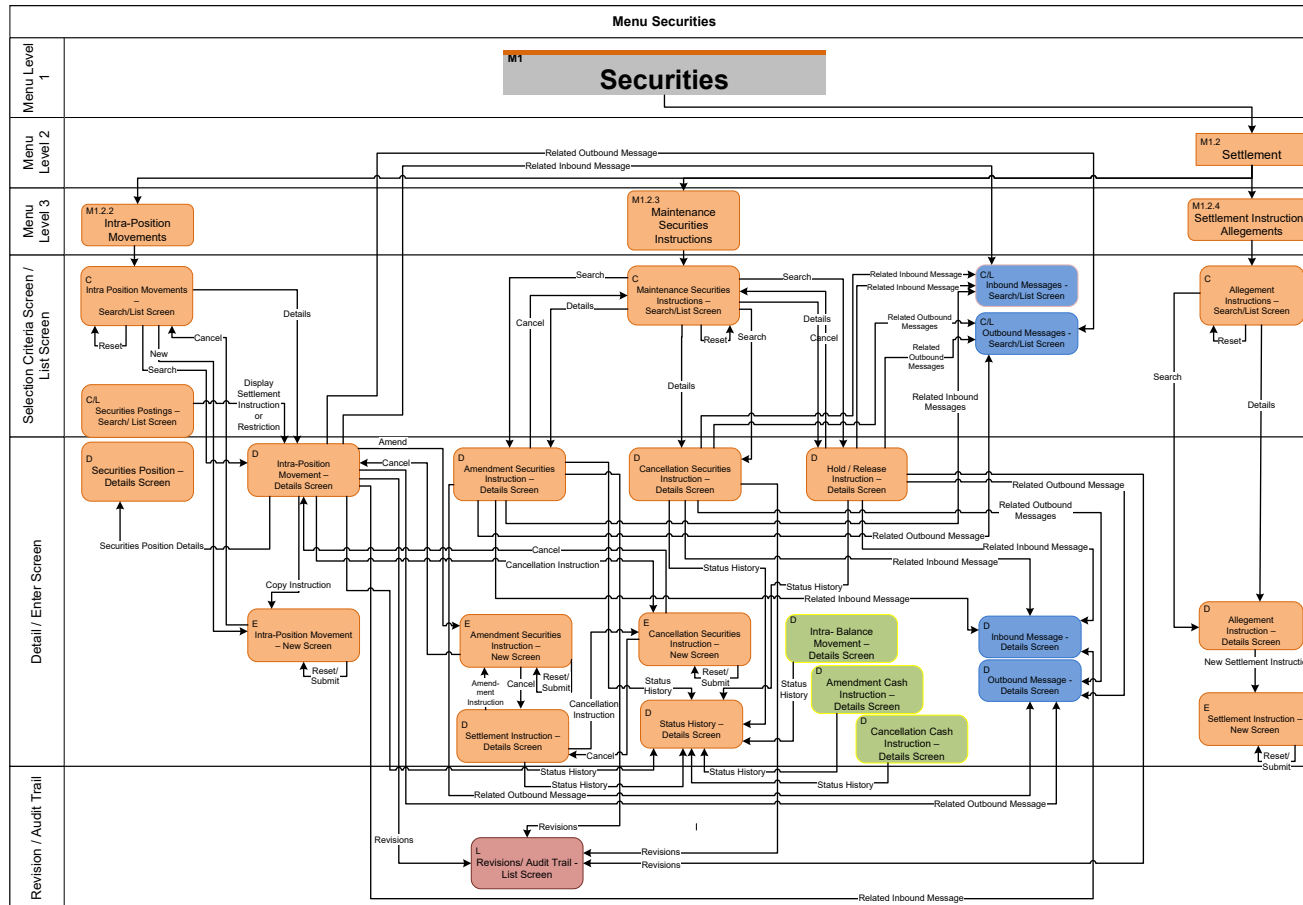 Menu Securities
Menu Level
1
M1
Securities
Menu
Level 2
M1.2
Settlement
Related Outbound Message
Related Inbound Message
Menu
Level 3
M1.2.2
Intra-Position
Movements
M1.2.3
Maintenance
Securities
Instructions
M1.2.4
Settlement Instruction
Allegements
Selection Criteria Screen /
List Screen
C
Intra Position Movements
–
Search/List Screen
Reset
New
Search
Cancel
Details
C/L
Securities Postings –
Search/ List Screen
Display
Settlement
Instruction
or
Restriction
C
Maintenance Securities
Instructions –
Search/List Screen
Search
Details
Cancel
Reset
Search
Details
Search
Details
Cancel
Related Inbound Message
Related Inbound Message
Related Outbound
Messages
Related
Outbound
Messages
Related Inbound
Messages
C/L
Inbound Messages -
Search/List Screen
C/L
Outbound Messages -
Search/List Screen
C
Allegement
Instructions –
Search/List Screen
Reset
Search
Details
Detail / Enter Screen
D
Securities Position –
Details Screen
D
Intra-Position
Movement –
Details Screen
Amend
Cancel
D
Amendment Securities
Instruction –
Details Screen
D
Cancellation Securities
Instruction –
Details Screen
D
Hold / Release
Instruction –
Details Screen
Related Inbound Message
Related Outbound Message
Related Outbound
Messages
Related Outbound Message
Securities Position Details
Cancel
Cancellation Instruction
Related Inbound Message
Related Inbound Message
Status History
Status History
Copy Instruction
Related Inbound Message
E
Intra-Position Movement
– New Screen
Reset/
Submit
E
Amendment Securities
Instruction –
New Screen
Reset/
Submit
Cancel
Amend-
ment
Instruction
E
Cancellation Securities
Instruction –
New Screen
Reset/
Submit
Cancellation
Instruction
Status
History
Status
History
D
Intra- Balance
Movement –
Details Screen
D
Amendment Cash
Instruction –
Details Screen
D
Cancellation Cash
Instruction –
Details Screen
D
Inbound Message -
Details Screen
D
Outbound Message -
Details Screen
D
Allegement
Instruction –
Details Screen
New Settlement Instruction
E
Settlement Instruction –
New Screen
Reset/
Submit
D
Settlement Instruction –
Details Screen
Cancel
D
Status History –
Details Screen
Status History
Status History
Status History
Status History
Related Outbound Message
Related Outbound Message
Revision / Audit Trail
Revisions
Revisions
L
Revisions/ Audit Trail -
List Screen
Revisions
Revisions
Related Inbound Message